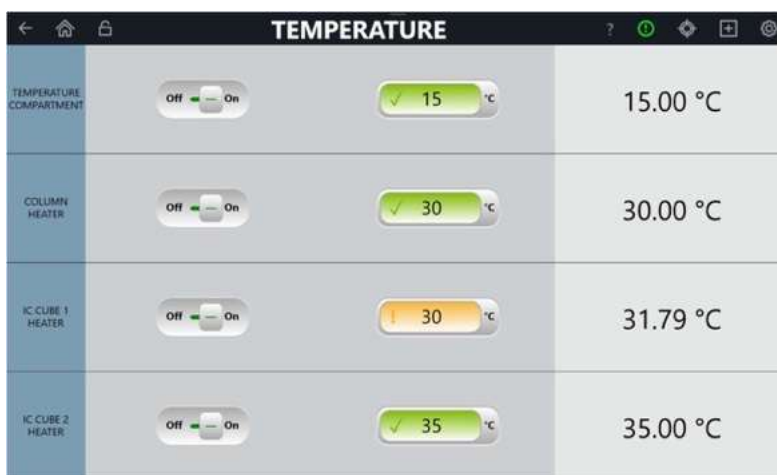 TEMPERATURE ?
TEMPERATURE
COMPARTMENT
Off On
15 °C
15.00 °C
COLUMN
HEATER
Off On
30 °C
30.00 °C
IC CUBE 1
HEATER
Off On
! 30 °C
31.79 °C
IC CUBE 2
HEATER
Off On
35 °C
35.00 °C